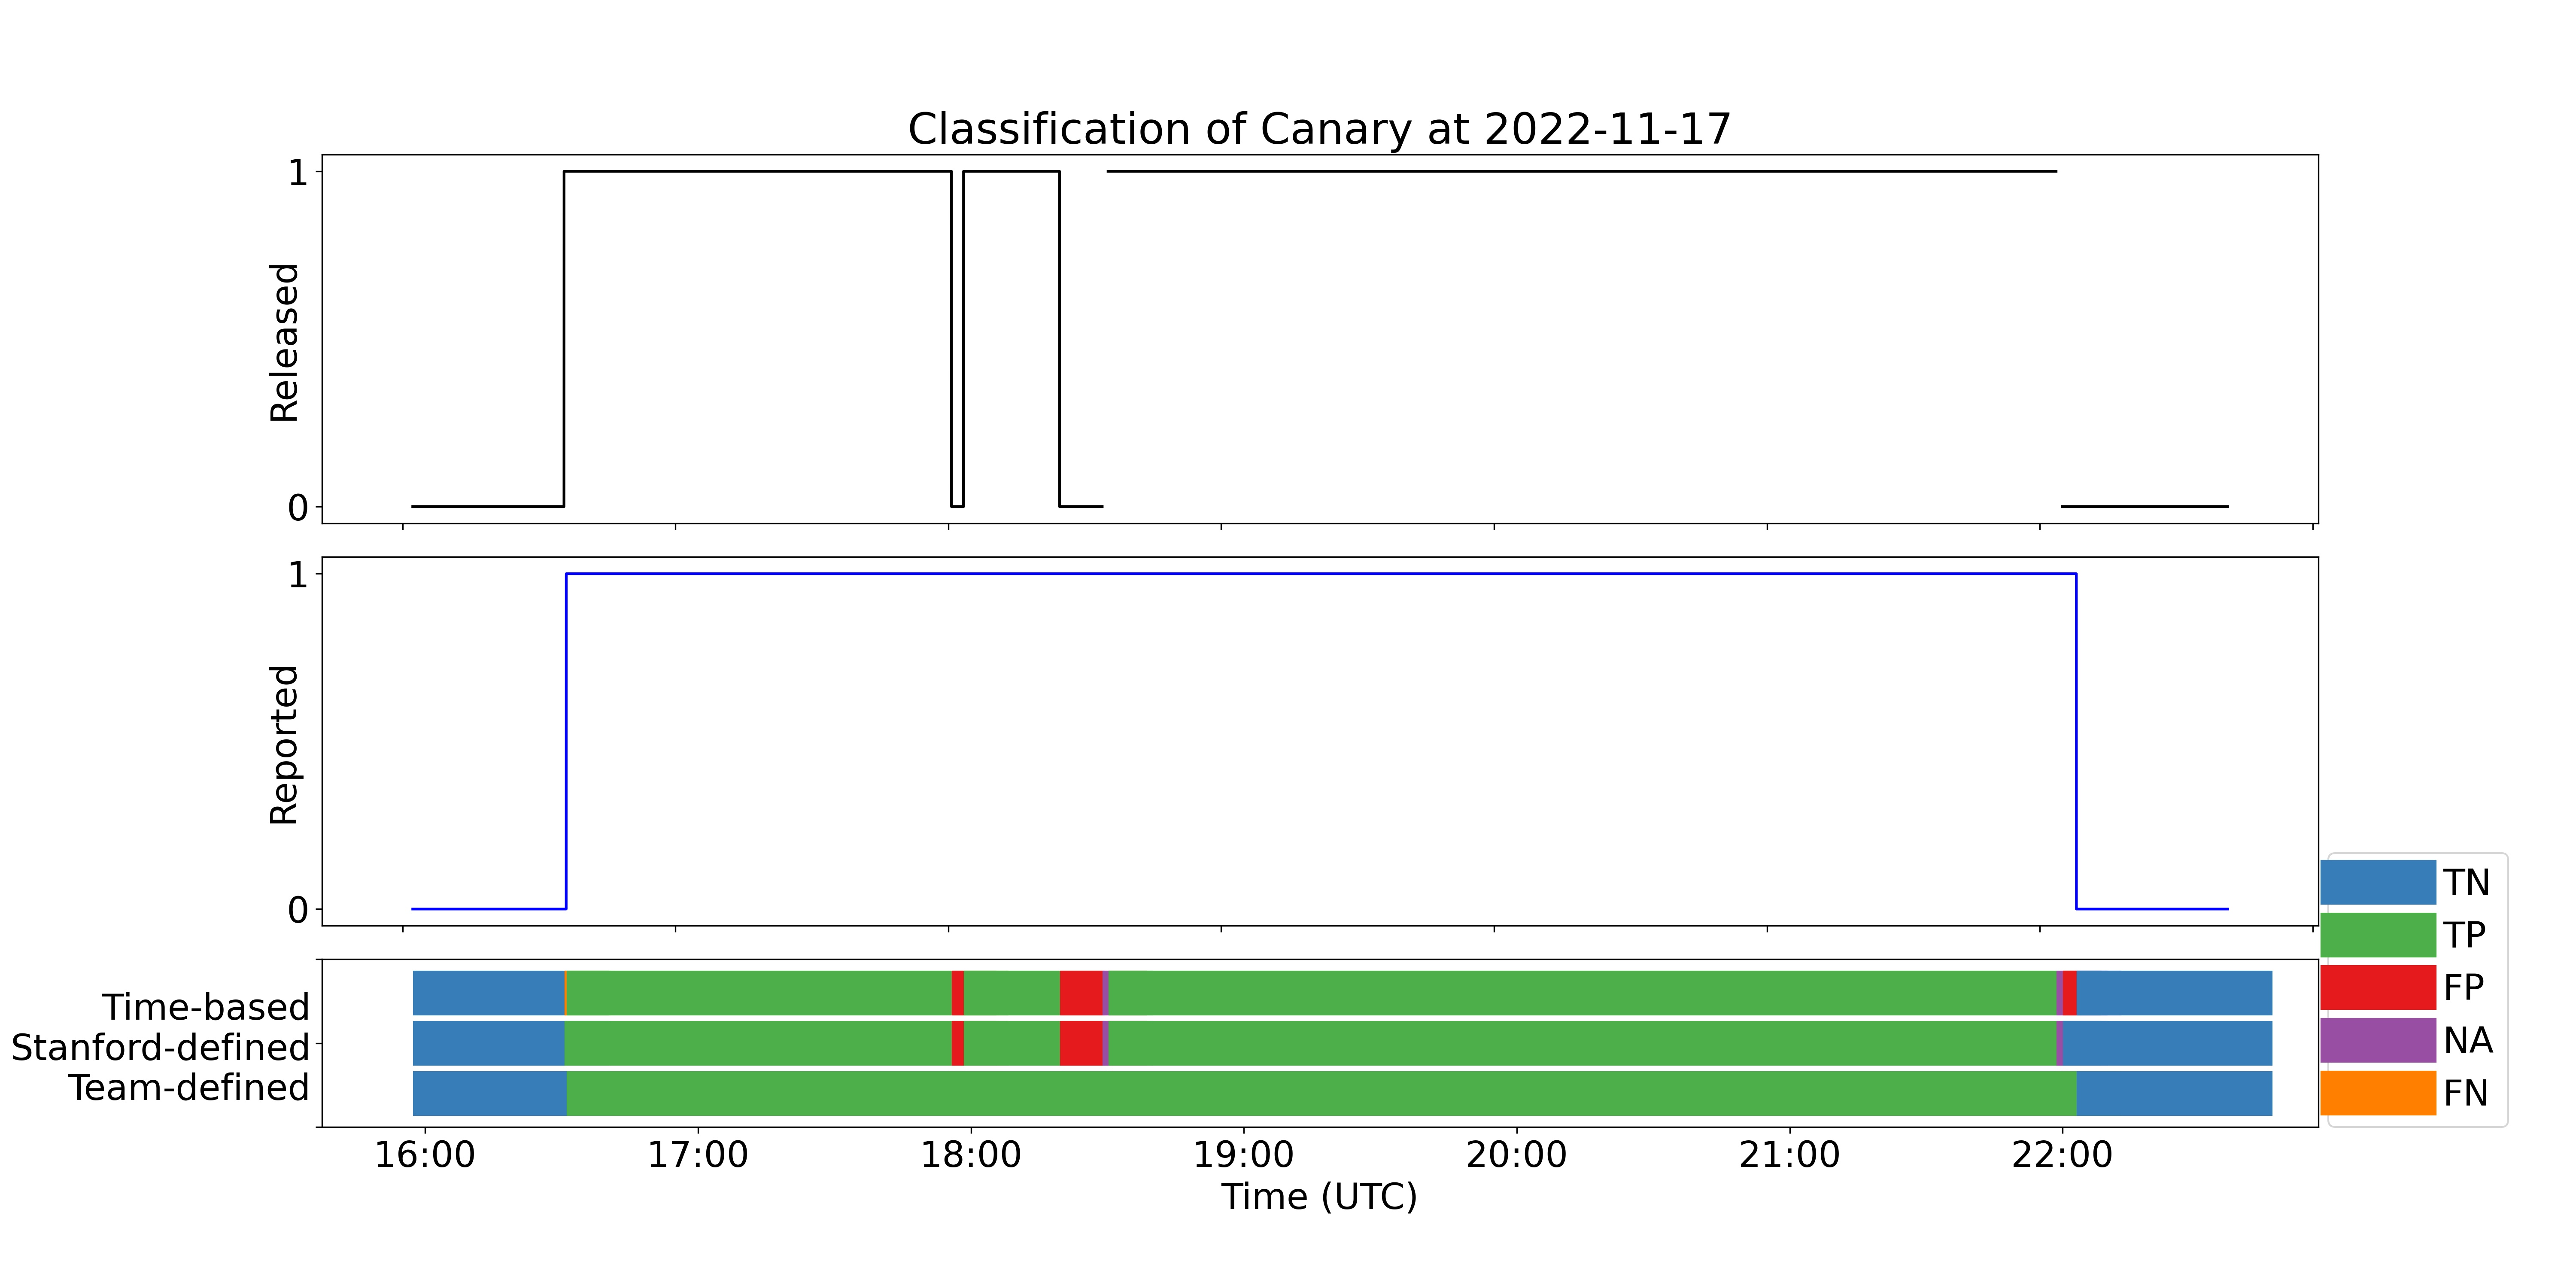 Classification of Canary at 2022-11-17
1
Released
0
1
Reported
0
TN
TP
FP
NA
FN
Time-based
Stanford-defined
Team-defined
16:00 17:00 18:00 19:00 20:00 21:00 22:00
Time (UTC)